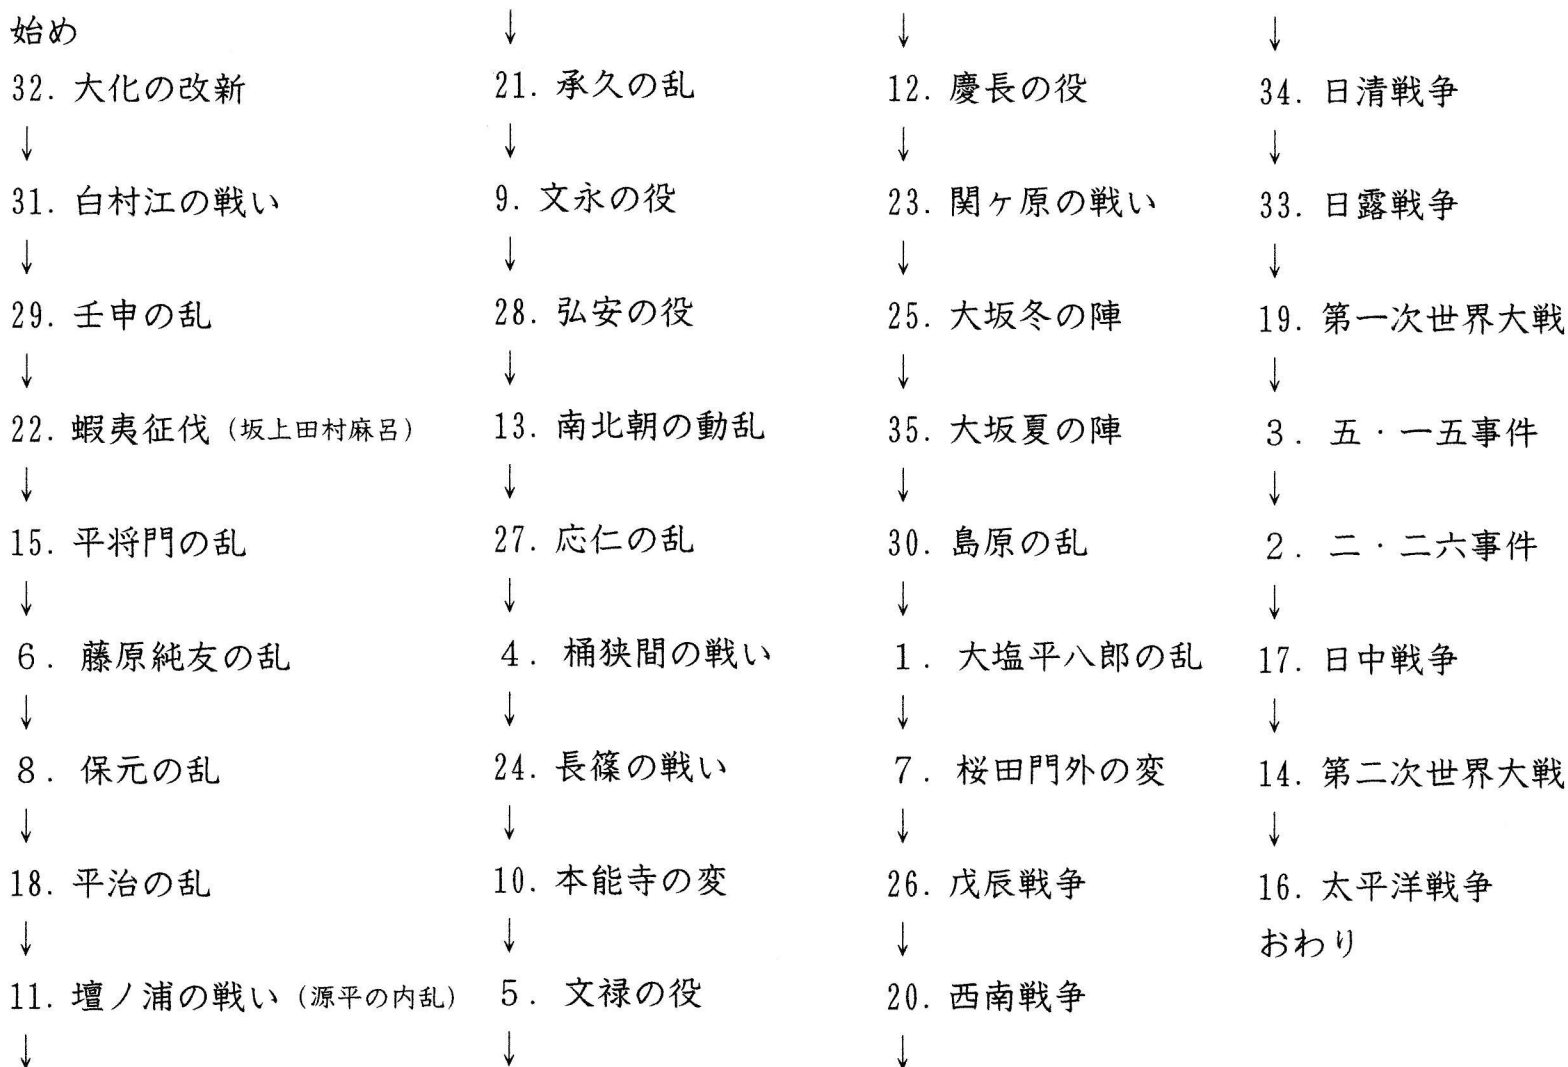 始め
32. 大化の改新
↓
31. 白村江の戦い
↓
29. 壬申の乱
↓
22. 蝦夷征伐（坂上田村麻呂）
↓
15. 平将門の乱
↓
6. 藤原純友の乱
↓
8. 保元の乱
↓
18. 平治の乱
↓
11. 壇ノ浦の戦い（源平の内乱）
↓
↓
21. 承久の乱
↓
9. 文永の役
↓
28. 弘安の役
↓
13. 南北朝の動乱
↓
27. 応仁の乱
↓
4. 桶狭間の戦い
↓
24. 長篠の戦い
↓
10. 本能寺の変
↓
5. 文禄の役
↓
↓
12. 慶長の役
↓
23. 関ヶ原の戦い
↓
25. 大坂冬の陣
↓
35. 大坂夏の陣
↓
30. 島原の乱
↓
1. 大塩平八郎の乱
↓
7. 桜田門外の変
↓
26. 戊辰戦争
↓
20. 西南戦争
↓
↓
34. 日清戦争
↓
33. 日露戦争
↓
19. 第一次世界大戦
↓
3. 五・一五事件
↓
2. 二・二六事件
↓
17. 日中戦争
↓
14. 第二次世界大戦
↓
16. 太平洋戦争
おわり